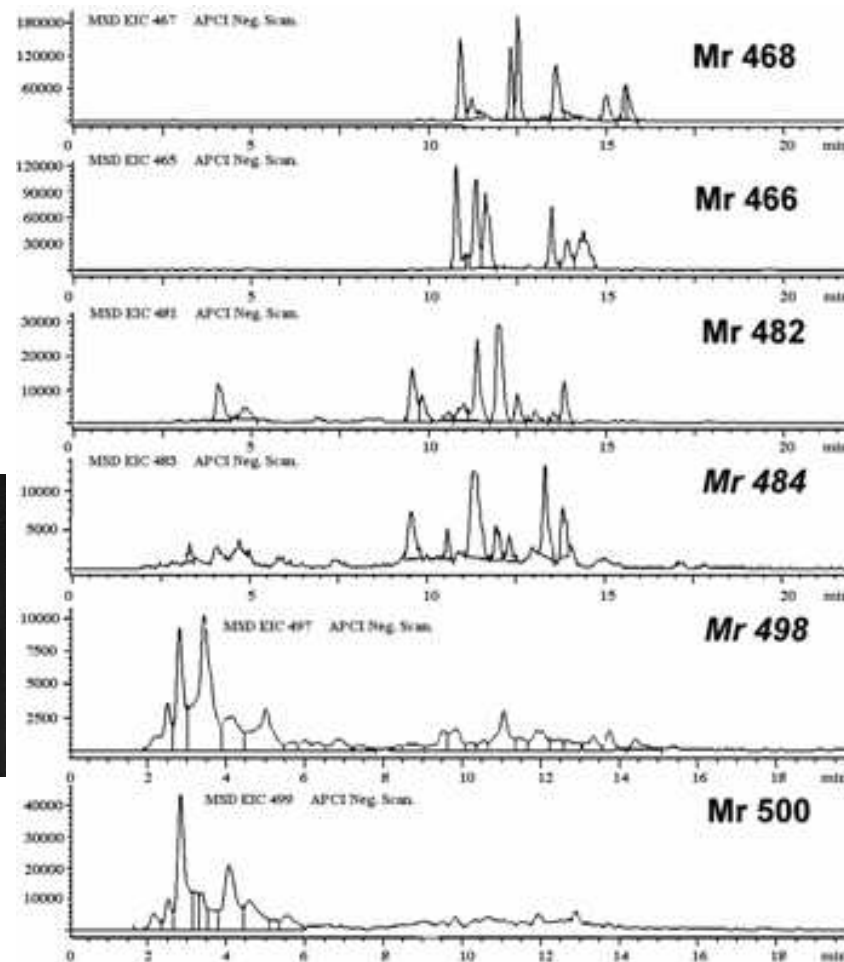 MSD EIC 467 APCI Neg. Scan.
Mr 468
180000
120000
60000
0 5 10 15 20 min
MSD EIC 465 APCI Neg. Scan.
Mr 466
120000
90000
60000
30000
0 5 10 15 20 min
MSD EIC 481 APCI Neg. Scan.
Mr 482
30000
20000
10000
0 5 10 15 20 min
MSD EIC 483 APCI Neg. Scan.
Mr 484
10000
5000
0 5 10 15 20 min
MSD EIC 497 APCI Neg. Scan.
Mr 498
10000
7500
5000
2500
2 4 6 8 10 12 14 16 18 min
MSD EIC 499 APCI Neg. Scan.
Mr 500
40000
30000
20000
10000
0 2 4 6 8 10 12 14 16 18 min